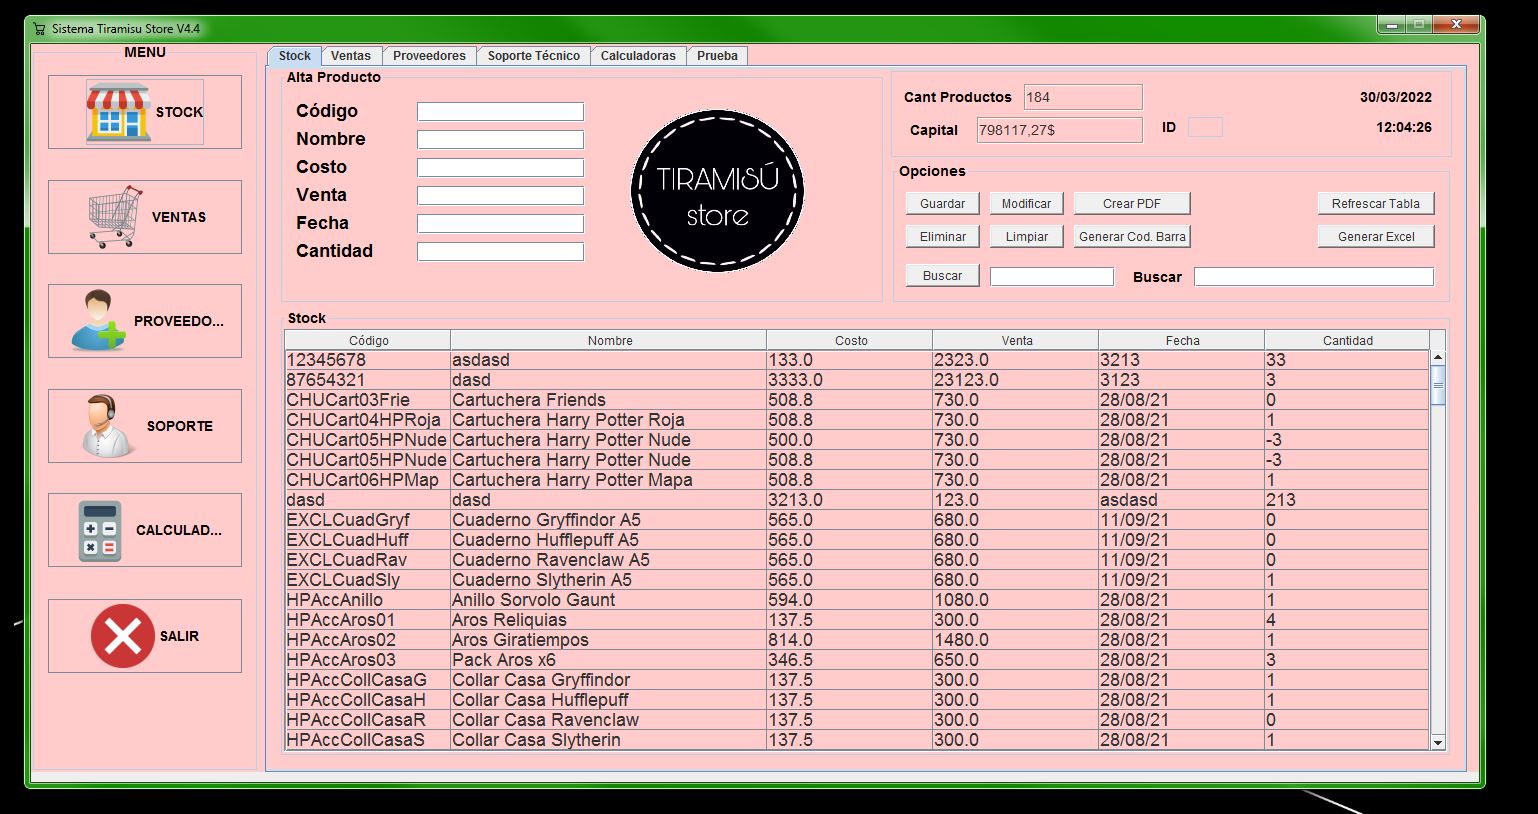 Sistema Tiramisu Store V4.4
MENU
STOCK
VENTAS
PROVEEDO...
SOPORTE
CALCULAD...
SALIR
Stock Ventas Proveedores Soporte Técnico Calculadoras Prueba
Alta Producto
Código
Nombre
Costo
Venta
Fecha
Cantidad
TIRAMISÚ
store
Cant Productos 184 30/03/2022
Capital 798117,27$ ID 12:04:26
Opciones
Guardar Modificar Crear PDF Refrescar Tabla
Eliminar Limpiar Generar Cod. Barra Generar Excel
Buscar Buscar
Stock
Código Nombre Costo Venta Fecha Cantidad
12345678 asdasd 133.0 2323.0 3213 33
87654321 dasd 3333.0 23123.0 3123 3
CHUCart03Frie Cartuchera Friends 508.8 730.0 28/08/21 0
CHUCart04HPRoja Cartuchera Harry Potter Roja 508.8 730.0 28/08/21 1
CHUCart05HPNude Cartuchera Harry Potter Nude 500.0 730.0 28/08/21 -3
CHUCart05HPNude Cartuchera Harry Potter Nude 508.8 730.0 28/08/21 -3
CHUCart06HPMap Cartuchera Harry Potter Mapa 508.8 730.0 28/08/21 1
dasd dasd 3213.0 123.0 asdasd 213
EXCLCuadGryf Cuaderno Gryffindor A5 565.0 680.0 11/09/21 0
EXCLCuadHuff Cuaderno Hufflepuff A5 565.0 680.0 11/09/21 0
EXCLCuadRav Cuaderno Ravenclaw A5 565.0 680.0 11/09/21 0
EXCLCuadSly Cuaderno Slytherin A5 565.0 680.0 11/09/21 1
HPAccAnillo Anillo Sorvolo Gaunt 594.0 1080.0 28/08/21 1
HPAccAros01 Aros Reliquias 137.5 300.0 28/08/21 4
HPAccAros02 Aros Giratiempos 814.0 1480.0 28/08/21 1
HPAccAros03 Pack Aros x6 346.5 650.0 28/08/21 3
HPAccCollCasaG Collar Casa Gryffindor 137.5 300.0 28/08/21 1
HPAccCollCasaH Collar Casa Hufflepuff 137.5 300.0 28/08/21 1
HPAccCollCasaR Collar Casa Ravenclaw 137.5 300.0 28/08/21 0
HPAccCollCasaS Collar Casa Slytherin 137.5 300.0 28/08/21 1